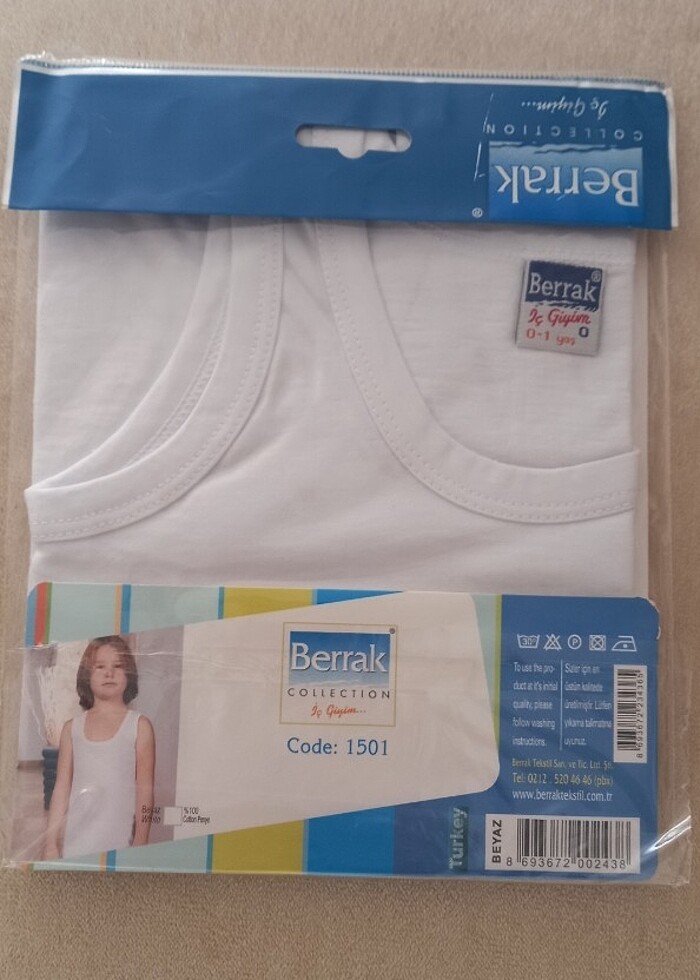 İç Giyim...
COLLECTION
Berrak
®
Berrak®
İç Giyim
0-1 yaş 0
Berrak®
COLLECTION
İç Giyim...
Code: 1501
Beyaz
White
%100
Cotton Penye
30°
P
To use the pro-
duct at it's initial
quality, please
follow washing
instructions.
Sizler için en
üstün kalitede
üretilmiştir. Lütfen
yıkama talimatına
uyunuz.
Berrak Tekstil San. ve Tic. Ltd. Şti.
Tel: 0212 . 520 46 46 (pbx)
www.berraktekstil.com.tr
Turkey
BEYAZ
8 693672 002438